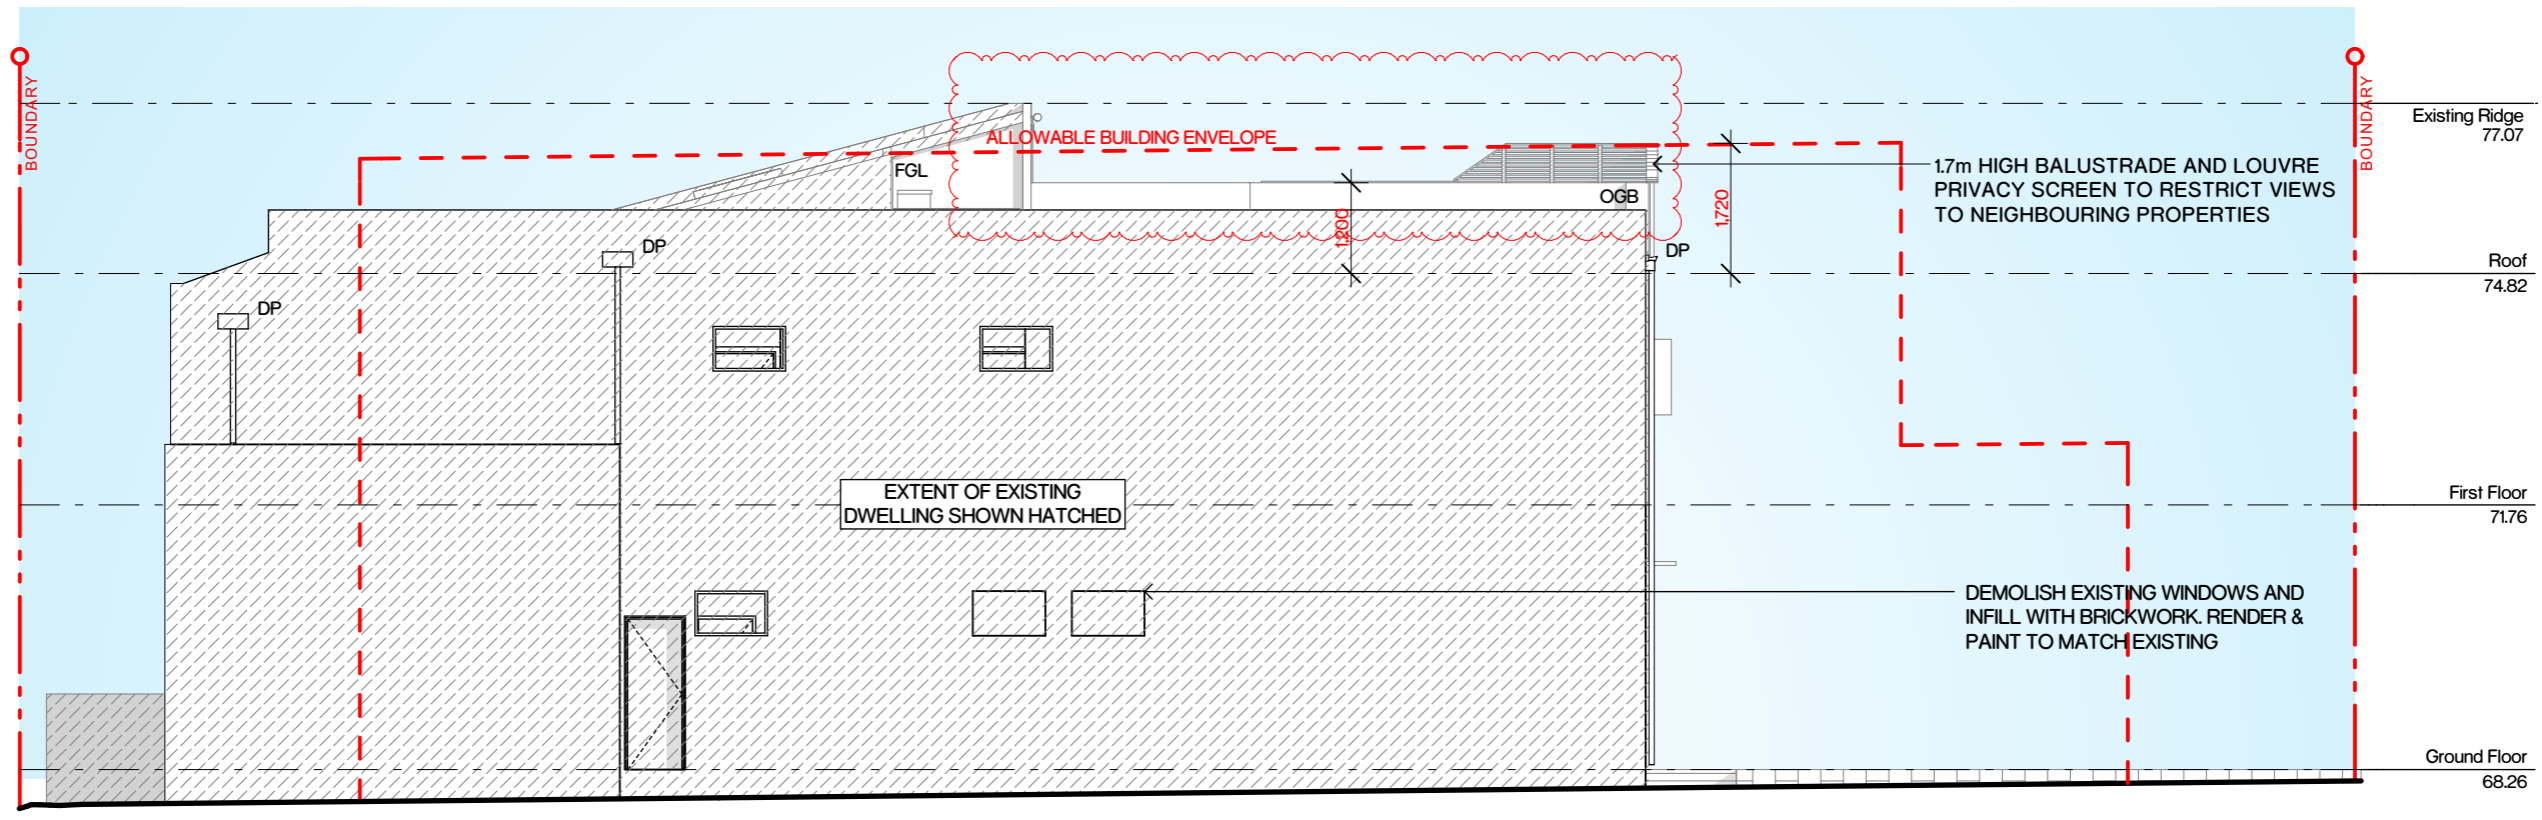 BOUNDARY
BOUNDARY
Existing Ridge
77.07
ALLOWABLE BUILDING ENVELOPE
FGL
1.7m HIGH BALUSTRADE AND LOUVRE
PRIVACY SCREEN TO RESTRICT VIEWS
TO NEIGHBOURING PROPERTIES
OGB
1,200
1,720
DP
DP
DP
Roof
74.82
EXTENT OF EXISTING
DWELLING SHOWN HATCHED
First Floor
71.76
DEMOLISH EXISTING WINDOWS AND
INFILL WITH BRICKWORK. RENDER &
PAINT TO MATCH EXISTING
Ground Floor
68.26